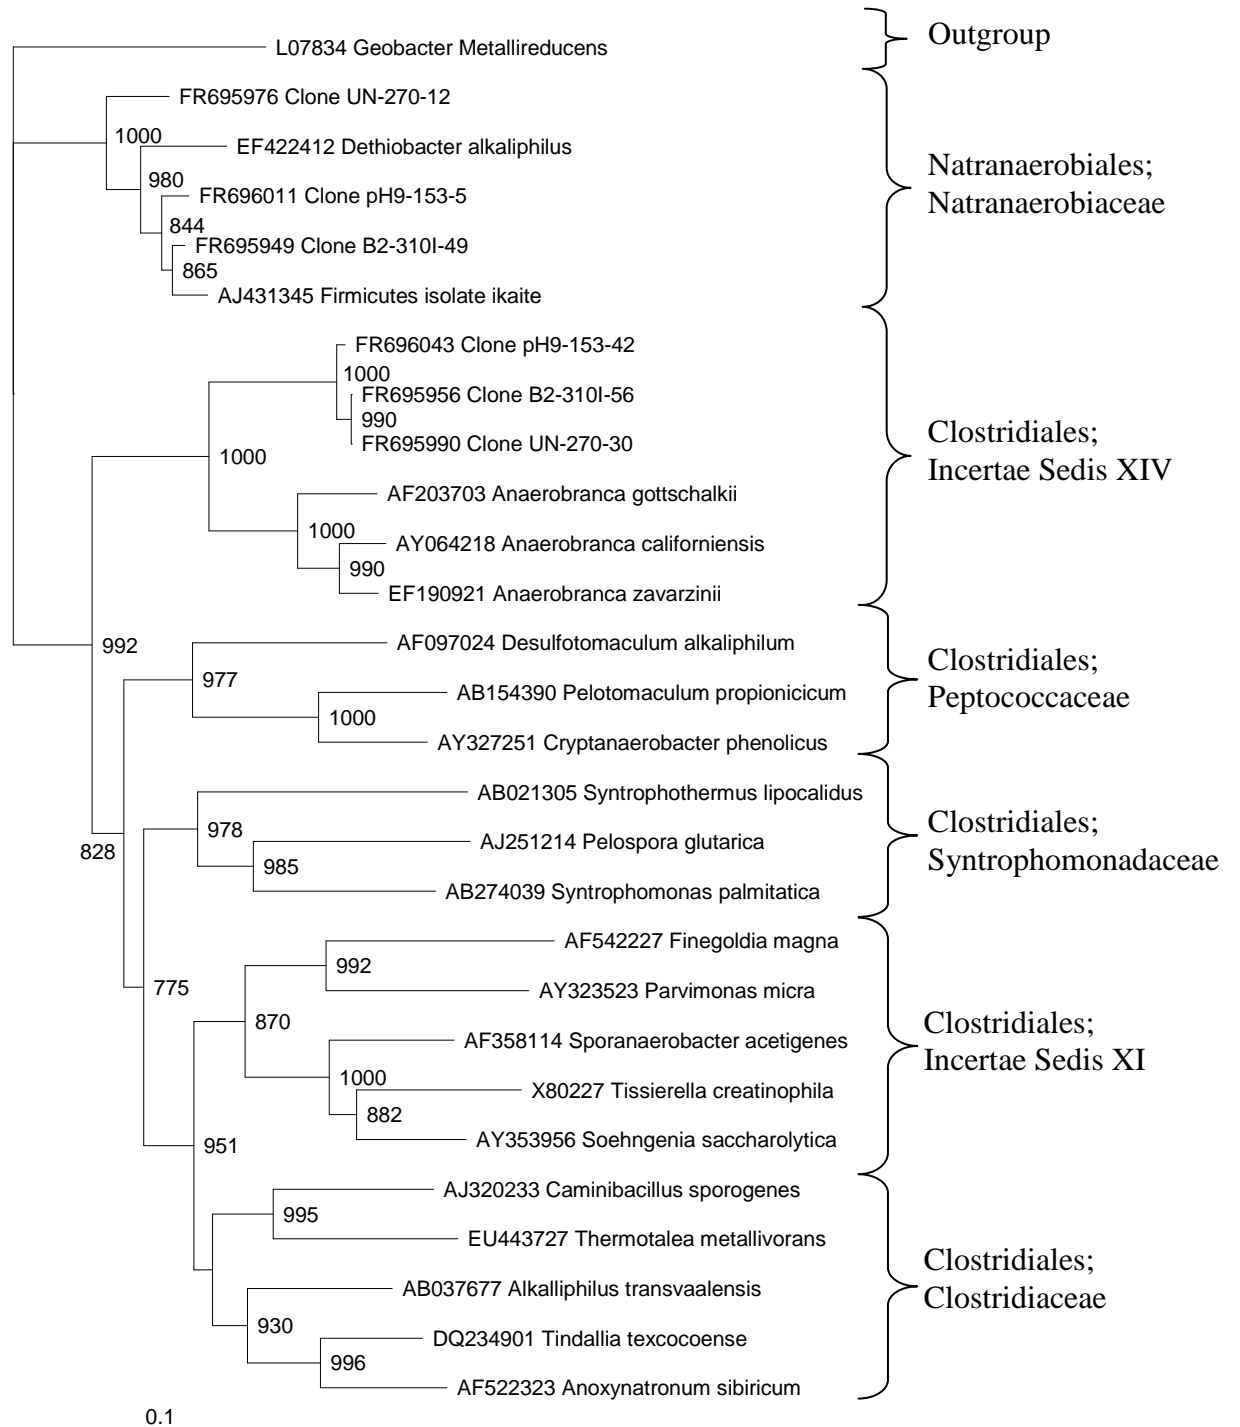 Outgroup
L07834 Geobacter Metallireducens
FR695976 Clone UN-270-12
1000
EF422412 Dethiobacter alkaliphilus
Natranaerobiales;
980
FR696011 Clone pH9-153-5
Natranaerobiaceae
844
FR695949 Clone B2-310I-49
865
AJ431345 Firmicutes isolate ikaite
FR696043 Clone pH9-153-42
1000
FR695956 Clone B2-310I-56
990
FR695990 Clone UN-270-30
Clostridiales;
Incertae Sedis XIV
1000
AF203703 Anaerobranca gottschalkii
1000
AY064218 Anaerobranca californiensis
990
EF190921 Anaerobranca zavarzinii
992
AF097024 Desulfotomaculum alkaliphilum
Clostridiales;
Peptococcaceae
977
AB154390 Pelotomaculum propionicicum
1000
AY327251 Cryptanaerobacter phenolicus
AB021305 Syntrophothermus lipocalidus
Clostridiales;
Syntrophomonadaceae
978
AJ251214 Pelospora glutarica
828
985
AB274039 Syntrophomonas palmitatica
AF542227 Finegoldia magna
992
775
AY323523 Parvimonas micra
870
Clostridiales;
Incertae Sedis XI
AF358114 Sporanaerobacter acetigenes
1000
X80227 Tissierella creatinophila
882
AY353956 Soehngenia saccharolytica
951
AJ320233 Caminibacillus sporogenes
995
EU443727 Thermotalea metallivorans
Clostridiales;
Clostridiaceae
AB037677 Alkalliphilus transvaalensis
930
DQ234901 Tindallia texcocoense
996
AF522323 Anoxynatronum sibiricum
0.1